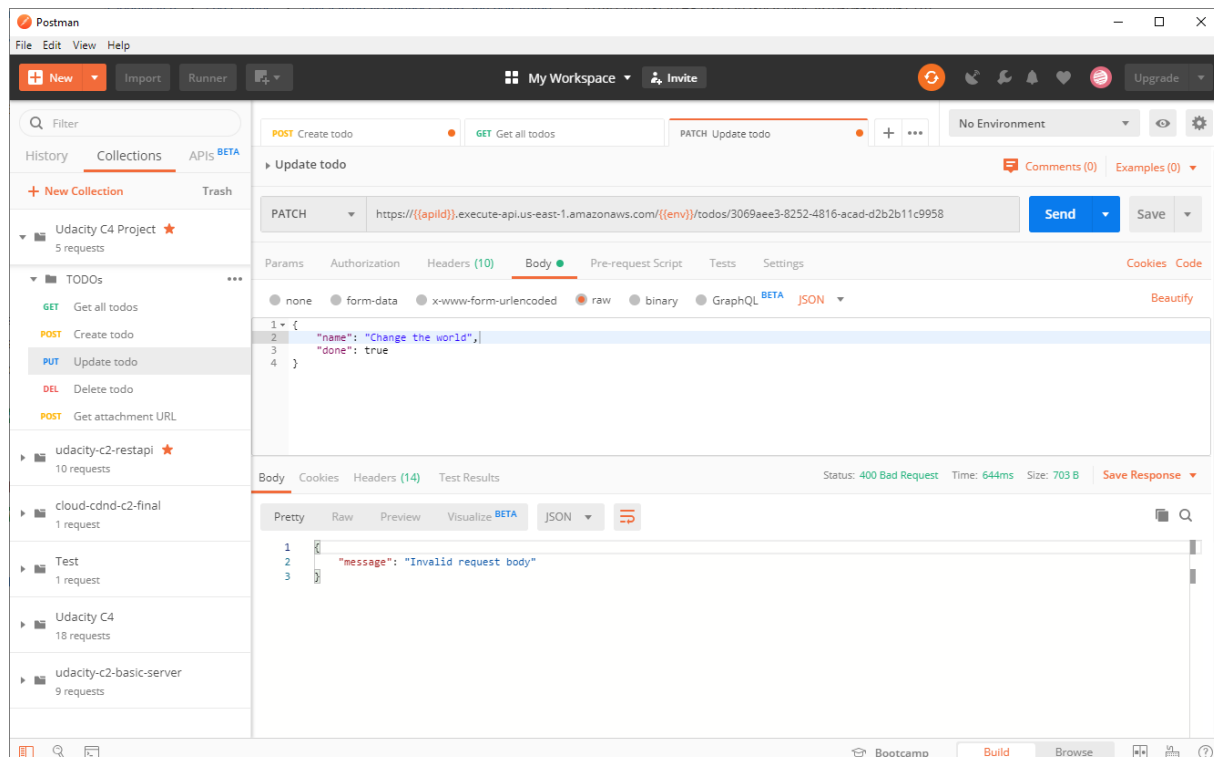 Postman
File Edit View Help
New Import Runner My Workspace Invite Upgrade
Filter
History Collections APIs BETA
+ New Collection Trash
Udacity C4 Project
5 requests
TODOs
GET Get all todos
POST Create todo
PUT Update todo
DEL Delete todo
POST Get attachment URL
udacity-c2-restapi
10 requests
cloud-cdnd-c2-final
1 request
Test
1 request
Udacity C4
18 requests
udacity-c2-basic-server
9 requests
POST Create todo GET Get all todos PATCH Update todo + ••• No Environment
Update todo Comments (0) Examples (0)
PATCH https://{{apiId}}.execute-api.us-east-1.amazonaws.com/{{env}}/todos/3069aee3-8252-4816-acad-d2b2b11c9958 Send Save
Params Authorization Headers (10) Body Pre-request Script Tests Settings Cookies Code
none form-data x-www-form-urlencoded raw binary GraphQL BETA JSON Beautify
1 {
2 "name": "Change the world",
3 "done": true
4 }
Body Cookies Headers (14) Test Results Status: 400 Bad Request Time: 644ms Size: 703 B Save Response
Pretty Raw Preview Visualize BETA JSON
1 {
2 "message": "Invalid request body"
3 }
Bootcamp Build Browse